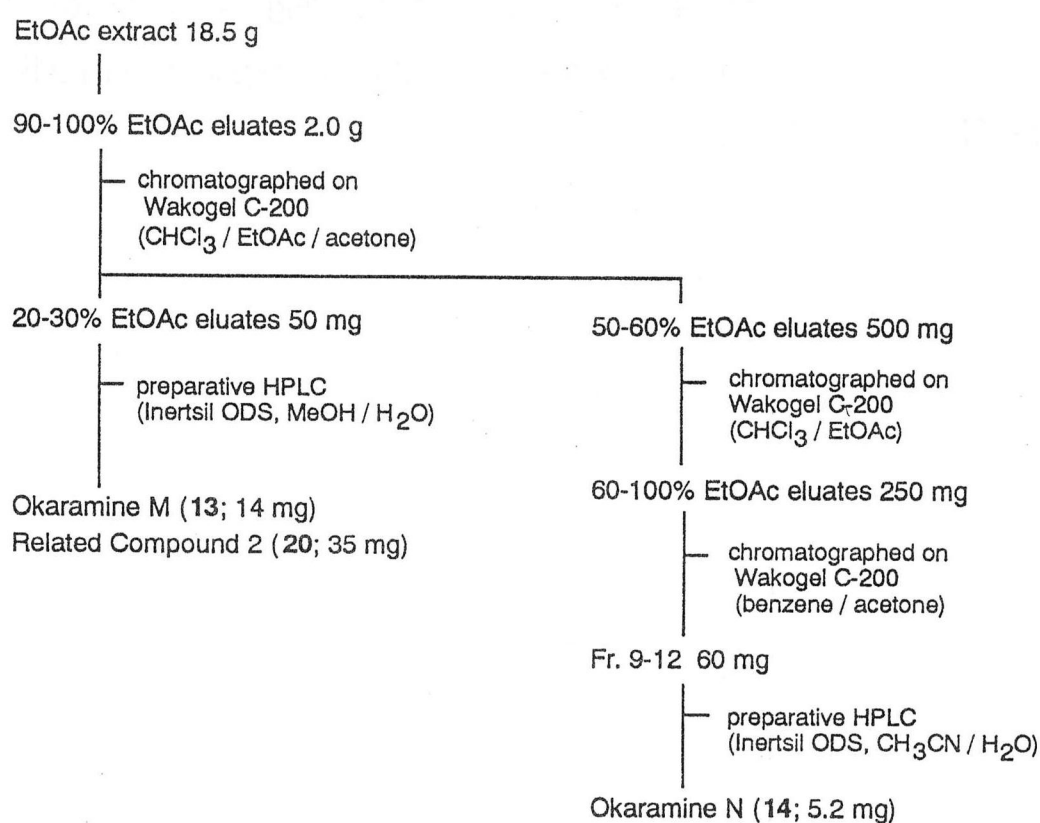 EtOAc extract 18.5 g
90-100% EtOAc eluates 2.0 g
chromatographed on
Wakogel C-200
(CHCl3 / EtOAc / acetone)
20-30% EtOAc eluates 50 mg
preparative HPLC
(Inertsil ODS, MeOH / H2O)
Okaramine M (13; 14 mg)
Related Compound 2 (20; 35 mg)
50-60% EtOAc eluates 500 mg
chromatographed on
Wakogel C-200
(CHCl3 / EtOAc)
60-100% EtOAc eluates 250 mg
chromatographed on
Wakogel C-200
(benzene / acetone)
Fr. 9-12 60 mg
preparative HPLC
(Inertsil ODS, CH3CN / H2O)
Okaramine N (14; 5.2 mg)